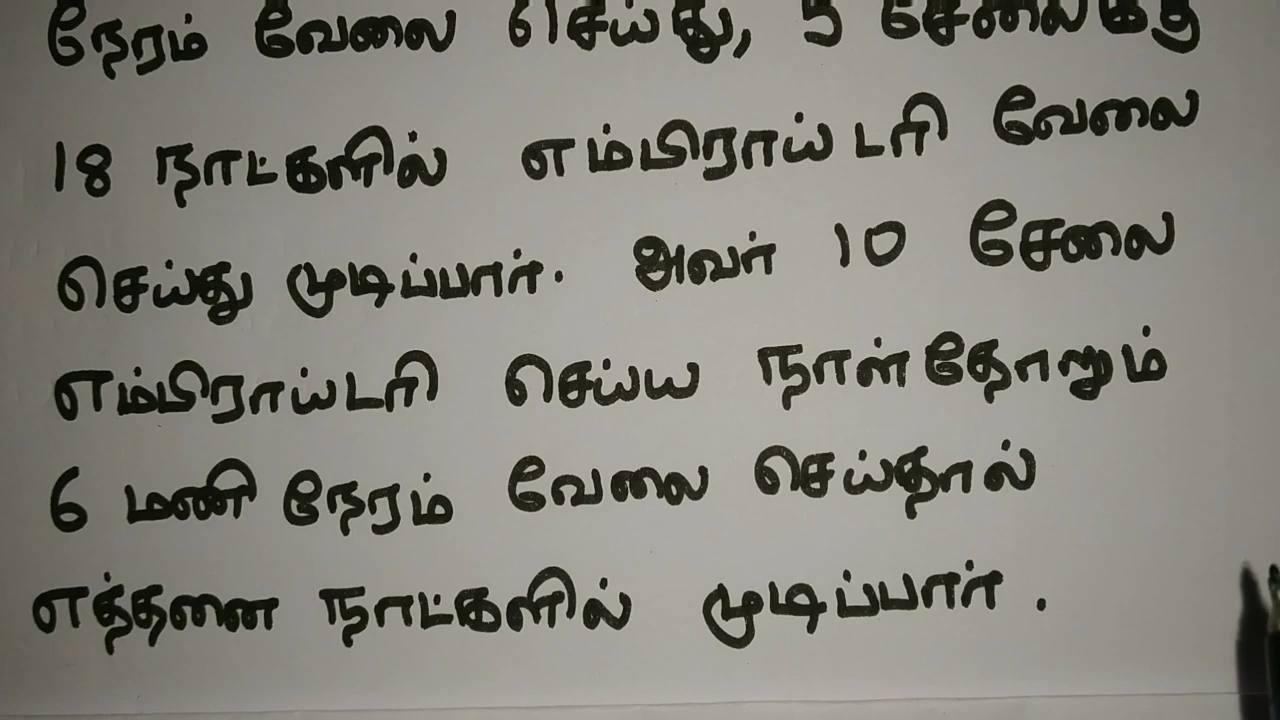 நேரம் வேலை செய்து, 5 சேலைக்கு
18 நாட்களில் எம்பிராய்டரி வேலை
செய்து முடிப்பார். அவர் 10 சேலை
எம்பிராய்டரி செய்ய நாள்தோறும்
6 மணி நேரம் வேலை செய்தால்
எத்தனை நாட்களில் முடிப்பார்.